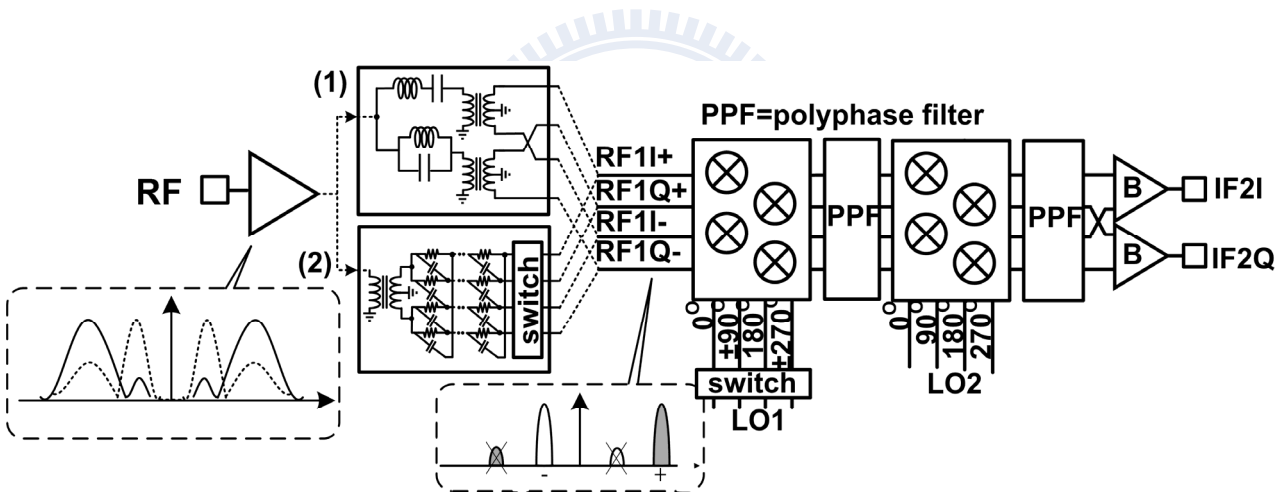 (1)
PPF=polyphase filter
RF
RF1I+
RF1Q+
RF1I-
RF1Q-
PPF
PPF
B
IF2I
B
IF2Q
(2)
switch
0
±90
180
±270
switch
LO1
0
90
180
270
LO2
-
+